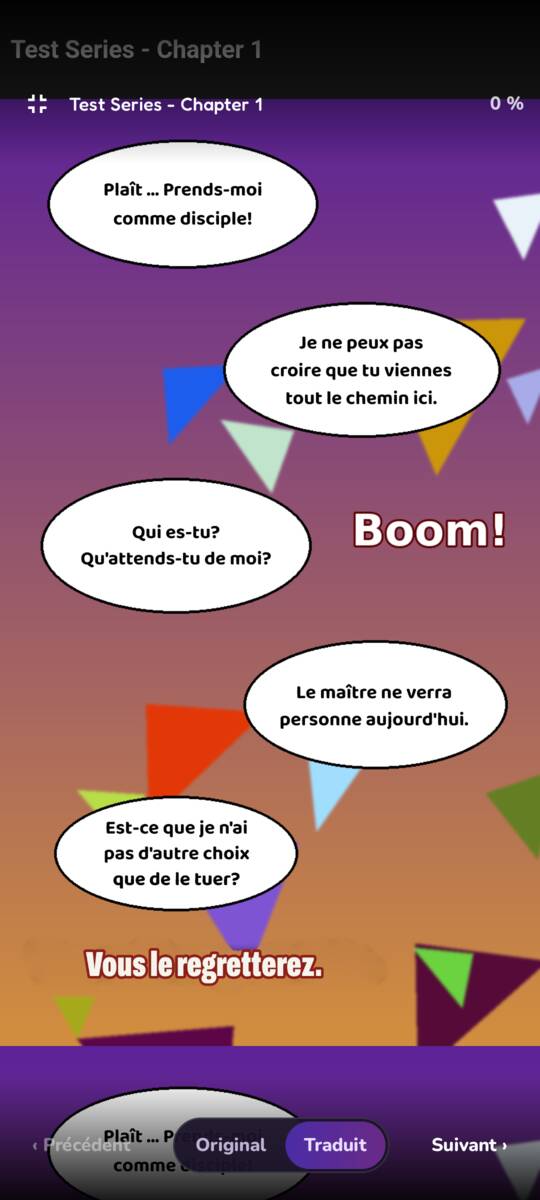 Test Series - Chapter 1
Test Series - Chapter 1
0 %
Plaît ... Prends-moi
comme disciple!
Je ne peux pas
croire que tu viennes
tout le chemin ici.
Qui es-tu?
Qu'attends-tu de moi?
Boom!
Le maître ne verra
personne aujourd'hui.
Est-ce que je n'ai
pas d'autre choix
que de le tuer?
Vous le regretterez.
Plaît ...
comme
‹ Précédent
Original
Traduit
Suivant ›